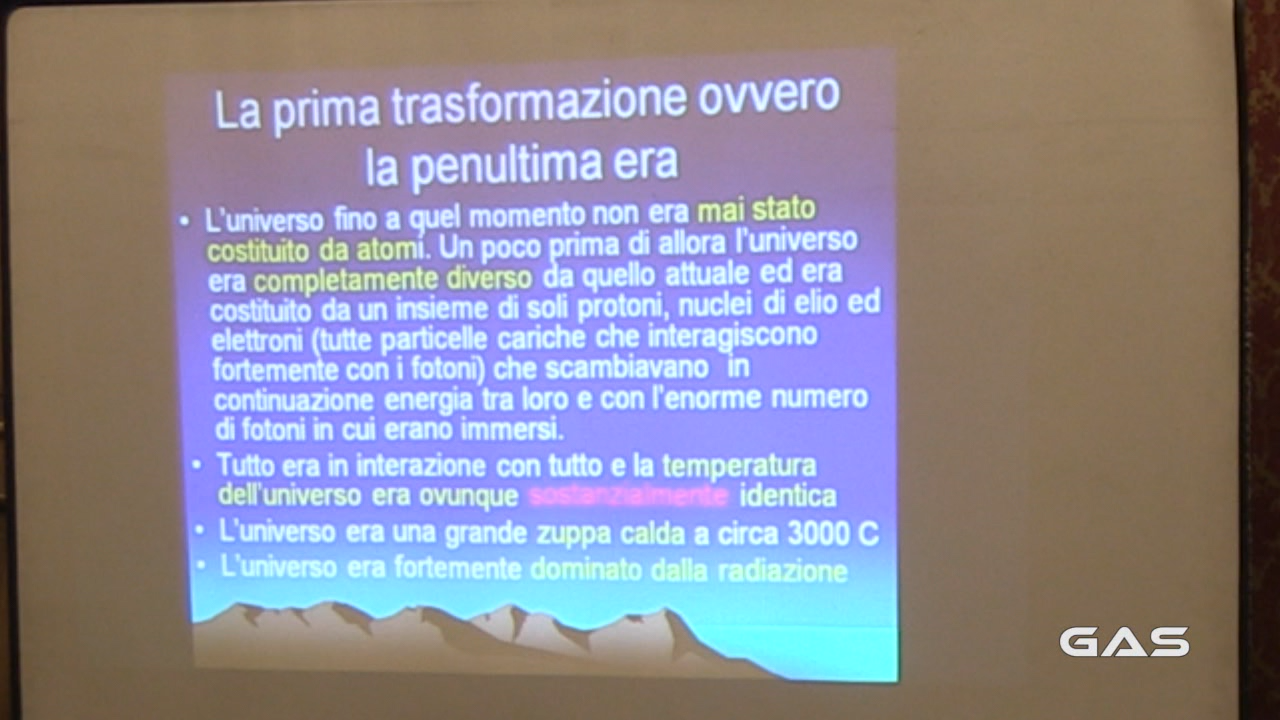 La prima trasformazione ovvero
la penultima era
• L'universo fino a quel momento non era mai stato
costituito da atomi. Un poco prima di allora l'universo
era completamente diverso da quello attuale ed era
costituito da un insieme di soli protoni, nuclei di elio ed
elettroni (tutte particelle cariche che interagiscono
fortemente con i fotoni) che scambiavano in
continuazione energia tra loro e con l'enorme numero
di fotoni in cui erano immersi.
• Tutto era in interazione con tutto e la temperatura
dell'universo era ovunque sostanzialmente identica
• L'universo era una grande zuppa calda a circa 3000 C
• L'universo era fortemente dominato dalla radiazione
GAS